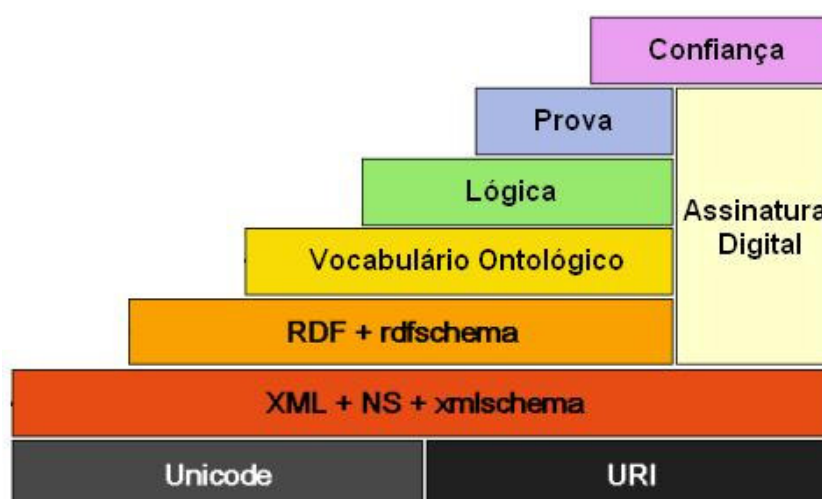 Confiança
Prova
Lógica
Assinatura
Digital
Vocabulário Ontológico
RDF + rdfschema
XML + NS + xmlschema
Unicode
URI